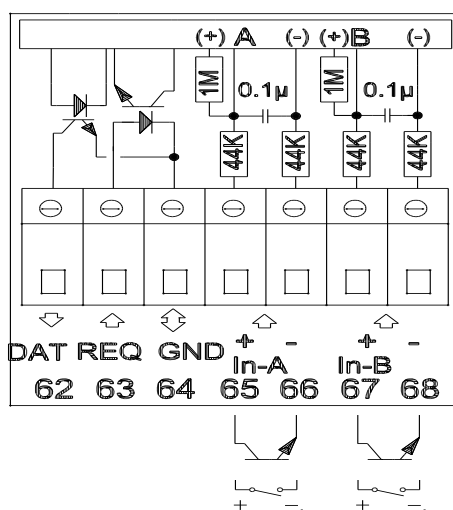 (+) A (-) (+) B (-)
1M 0.1µ 1M 0.1µ
44K 44K 44K 44K
DAT REQ GND + - + -
In-A In-B
62 63 64 65 66 67 68
+ - + -